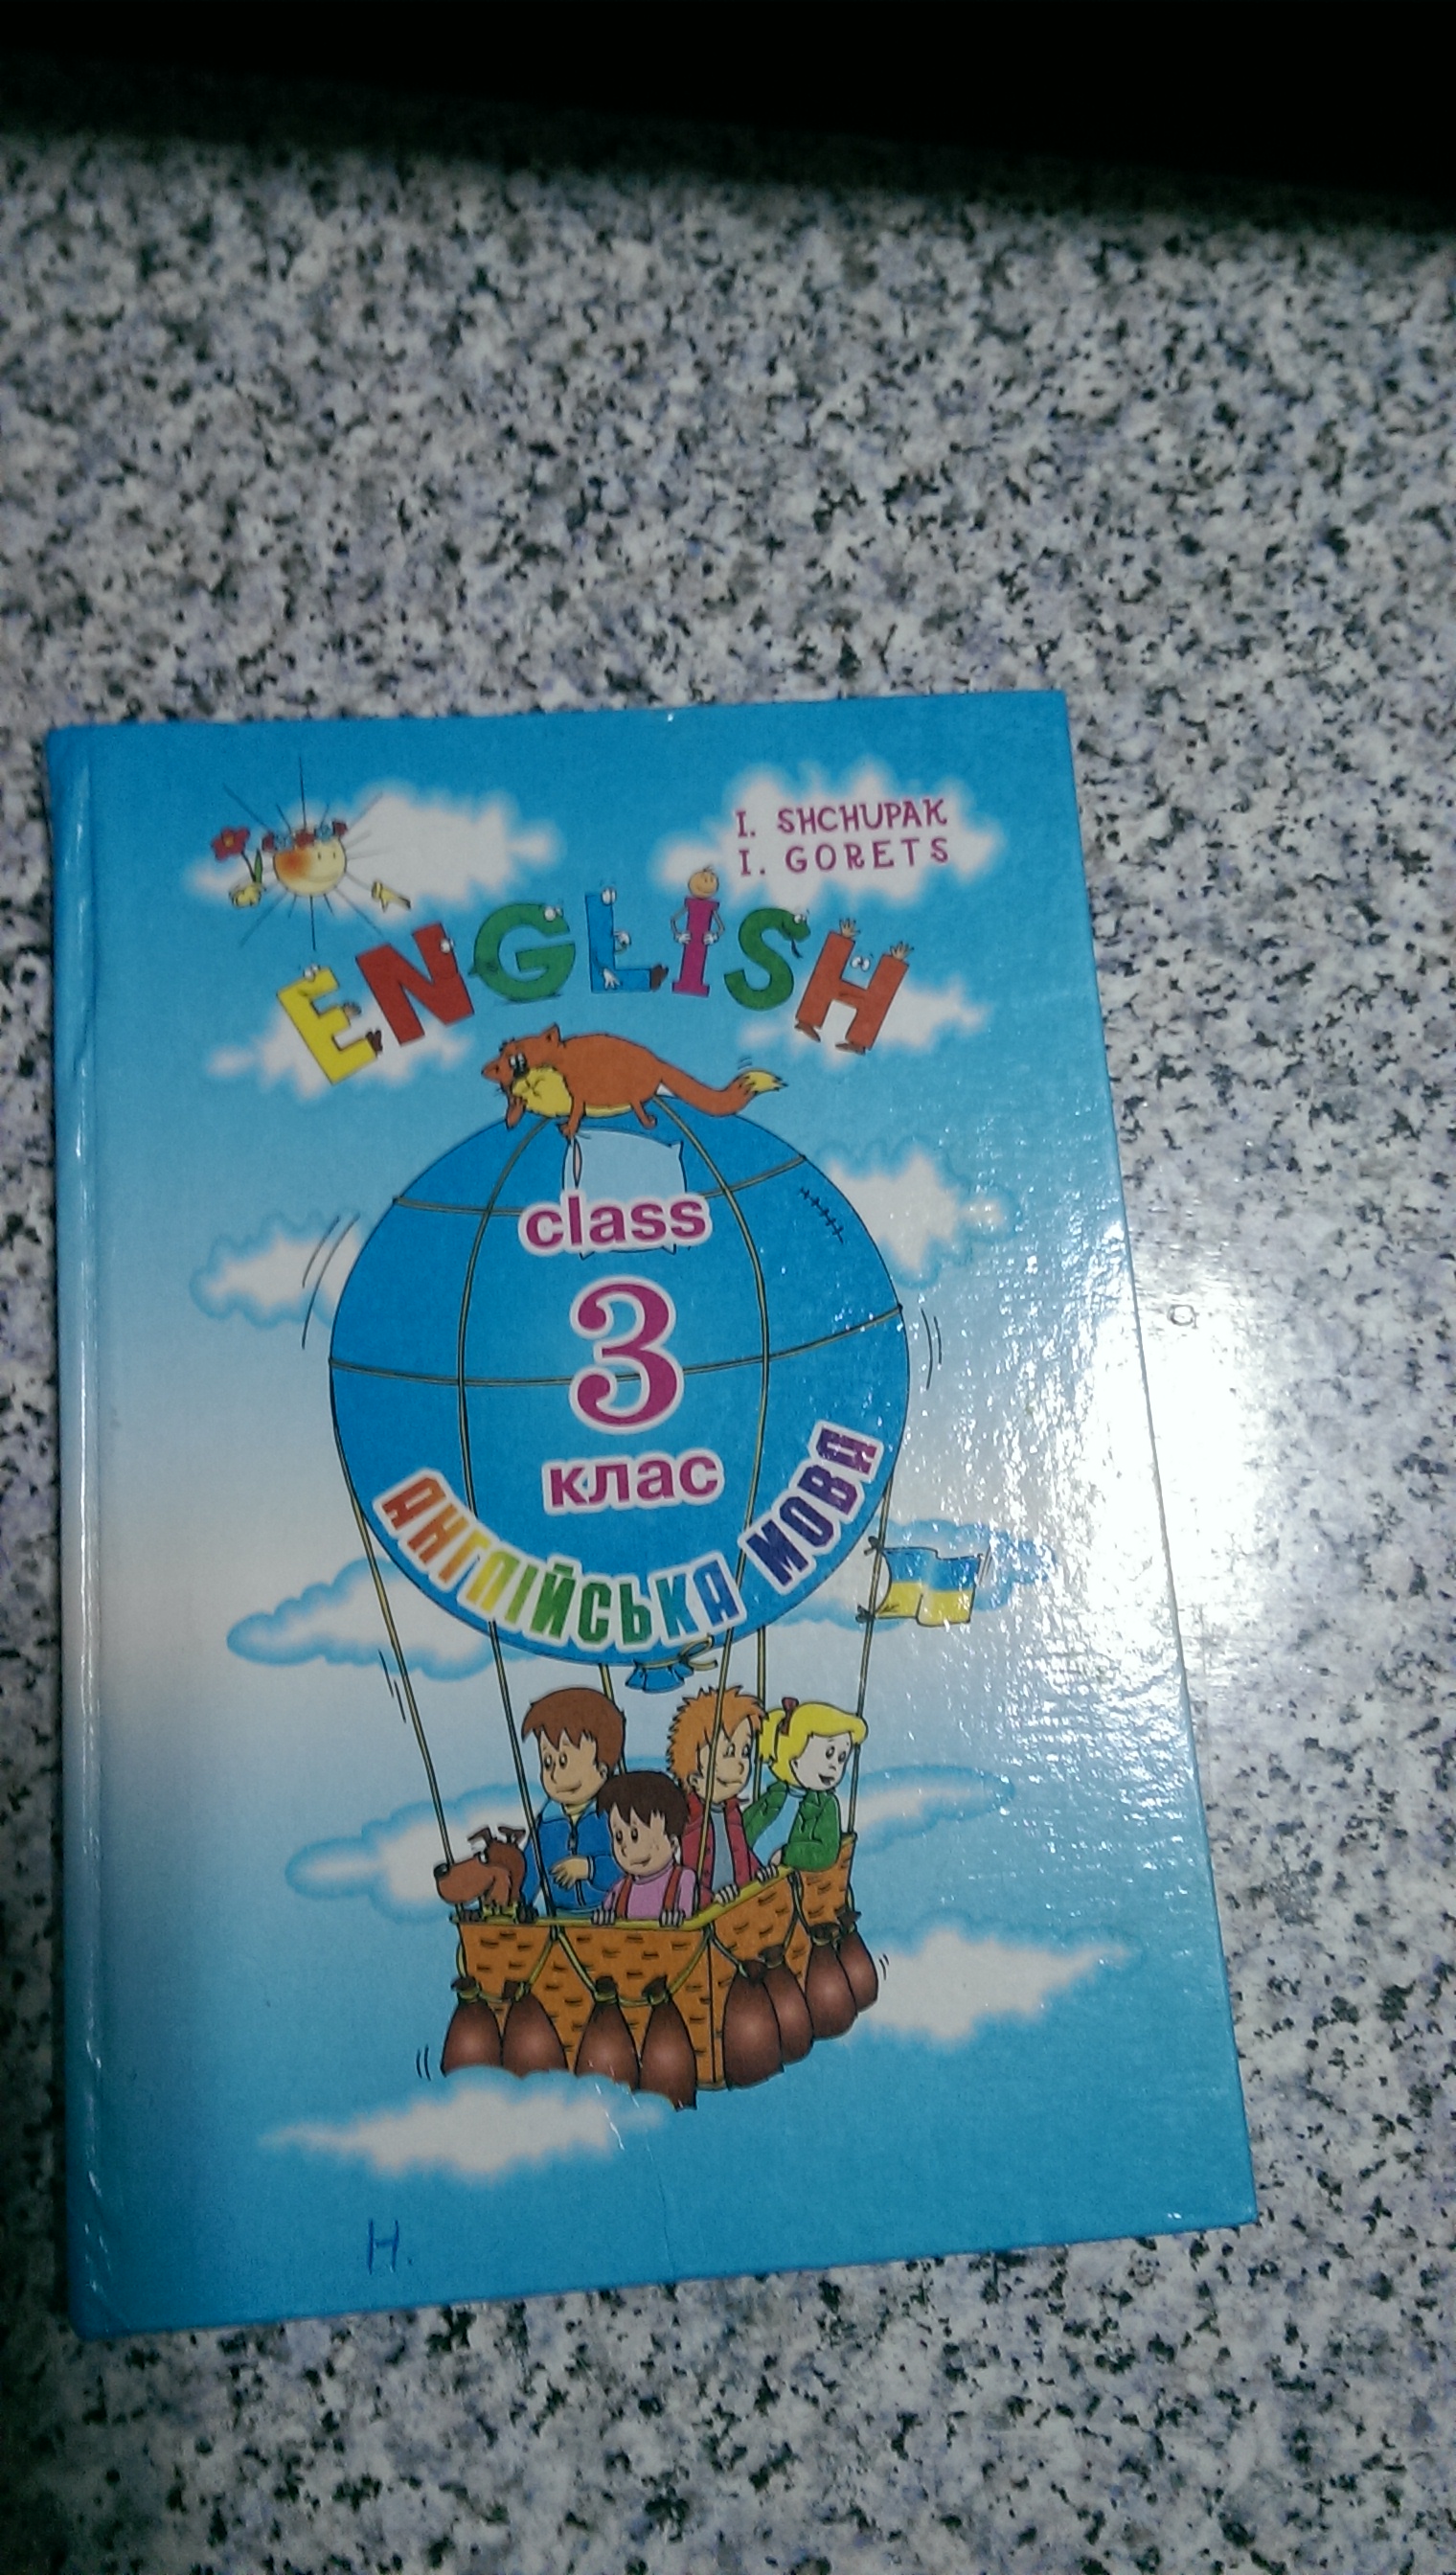 I. SHCHUPAK
I. GORETS
ENGLISH
class
3
клас
АНГЛІЙСЬКА МОВА
Н.